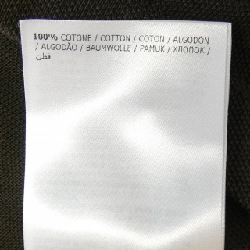 100% COTONE / COTTON / COTON / ALGODON
/ ALGODÃO / BAUMWOLLE / PAMUK / ХЛОПОК /
قطن